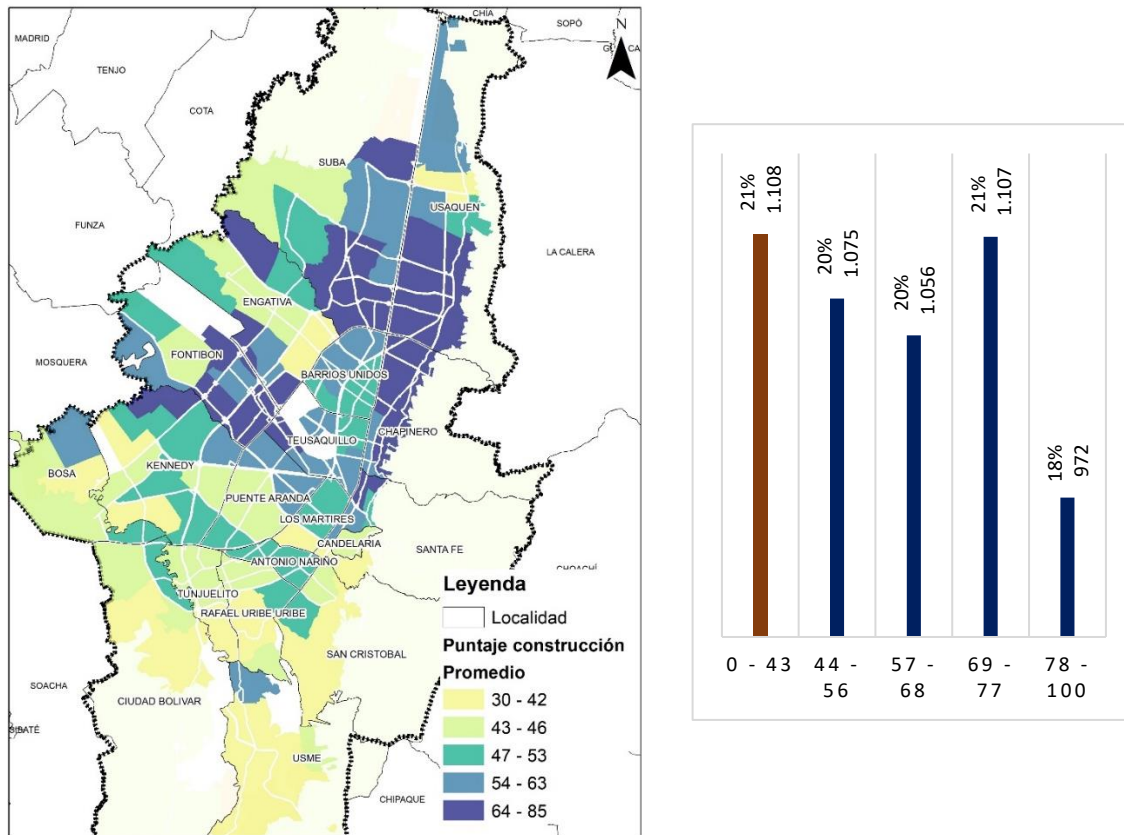 CHÍA
SOPÓ
MADRID
N
TENJO
COTA
SUBA
USAQUEN
FUNZA
LA CALERA
ENGATIVA
MOSQUERA
FONTIBON
BARRIOS UNIDOS
CHAPINERO
TEUSAQUILLO
BOSA
KENNEDY
PUENTE ARANDA
LOS MARTIRES
CANDELARIA
SANTA FE
ANTONIO NARIÑO
TUNJUELITO
RAFAEL URIBE URIBE
SAN CRISTOBAL
SOACHA
CIUDAD BOLIVAR
USME
CHIPAQUE
Leyenda
Localidad
Puntaje construcción
Promedio
30 - 42
43 - 46
47 - 53
54 - 63
64 - 85
21%
1.108
20%
1.075
20%
1.056
21%
1.107
18%
972
0 - 43
44 -
56
57 -
68
69 -
77
78 -
100